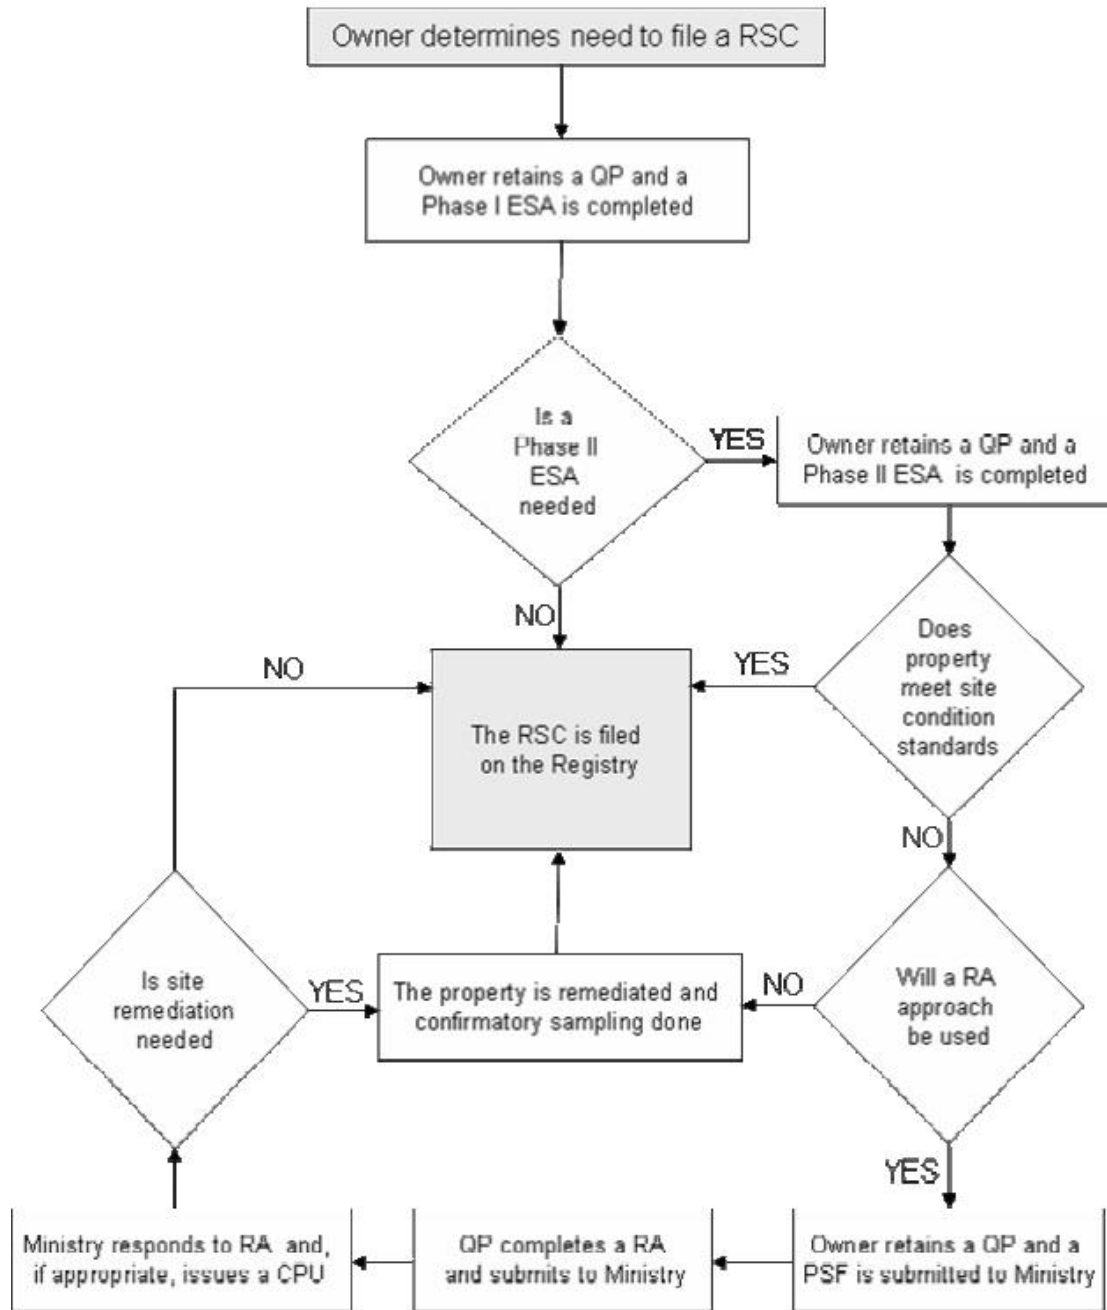 Owner determines need to file a RSC
Owner retains a QP and a
Phase I ESA is completed
Is a
Phase II
ESA
needed
YES
Owner retains a QP and a
Phase II ESA is completed
NO
Does
property
meet site
condition
standards
YES
NO
The RSC is filed
on the Registry
NO
Will a RA
approach
be used
NO
The property is remediated and
confirmatory sampling done
YES
Is site
remediation
needed
YES
Owner retains a QP and a
PSF is submitted to Ministry
QP completes a RA
and submits to Ministry
Ministry responds to RA and,
if appropriate, issues a CPU